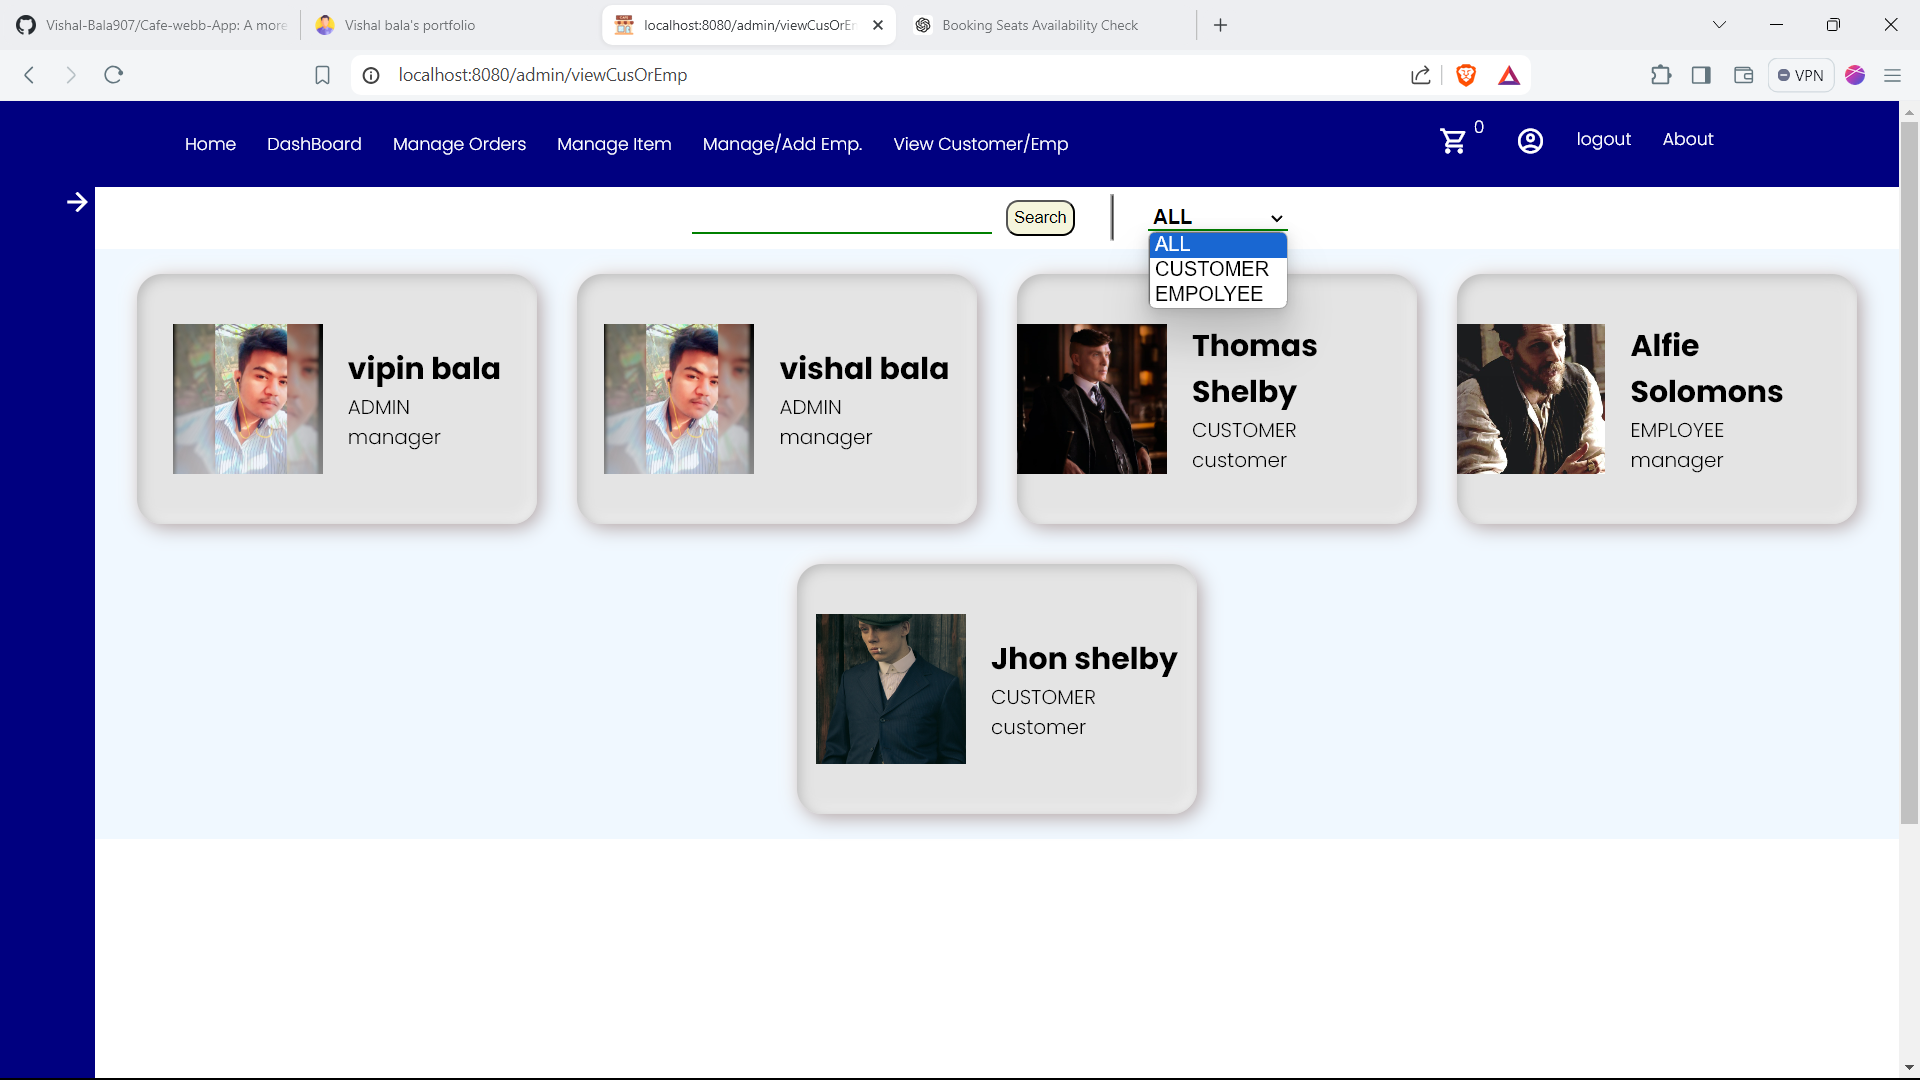 Vishal-Bala907/Cafe-webb-App: A more
Vishal bala's portfolio
localhost:8080/admin/viewCusOrEm
Booking Seats Availability Check
localhost:8080/admin/viewCusOrEmp
VPN
Home DashBoard Manage Orders Manage Item Manage/Add Emp. View Customer/Emp 0 logout About
Search ALL
ALL
CUSTOMER
EMPOLYEE
vipin bala
ADMIN
manager
vishal bala
ADMIN
manager
Thomas
Shelby
CUSTOMER
customer
Alfie
Solomons
EMPLOYEE
manager
Jhon shelby
CUSTOMER
customer